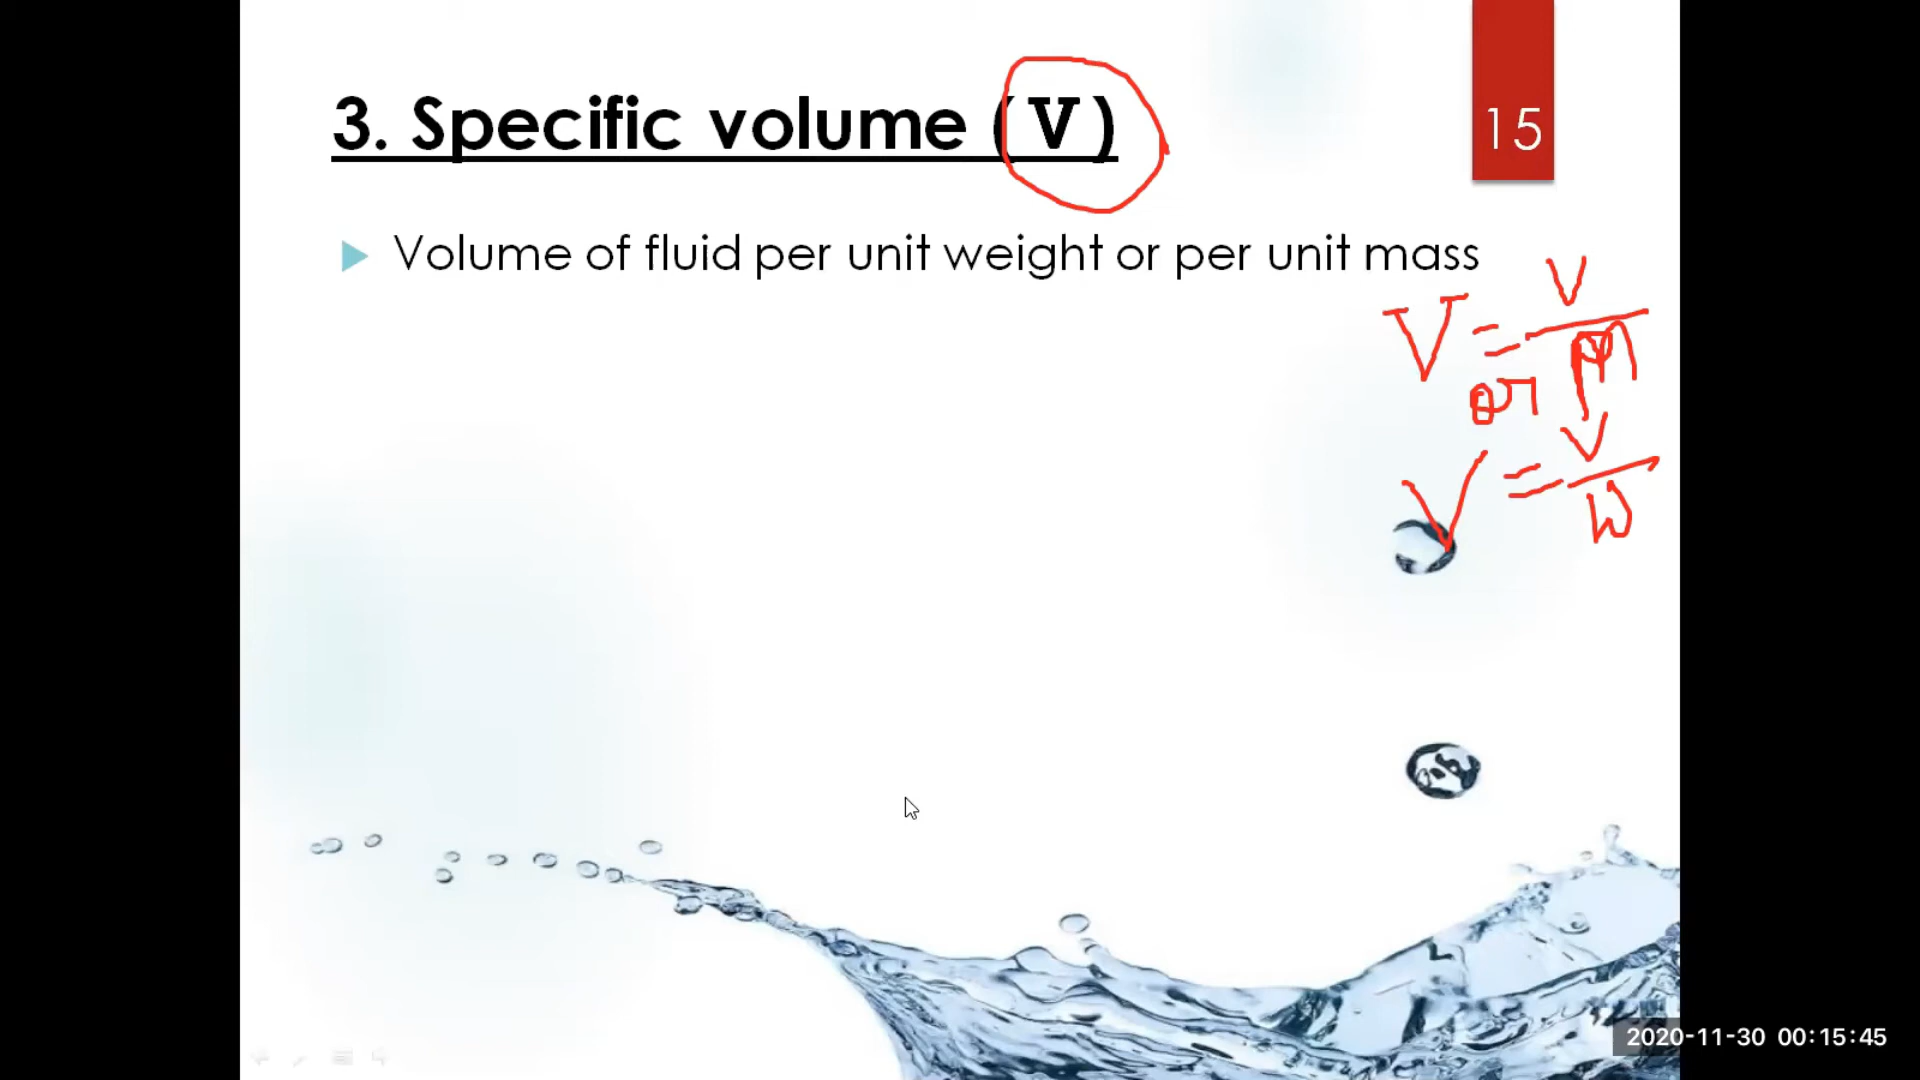 3. Specific volume (V)
15
Volume of fluid per unit weight or per unit mass
V = V/m
or
V = V/W
2020-11-30 00:15:45